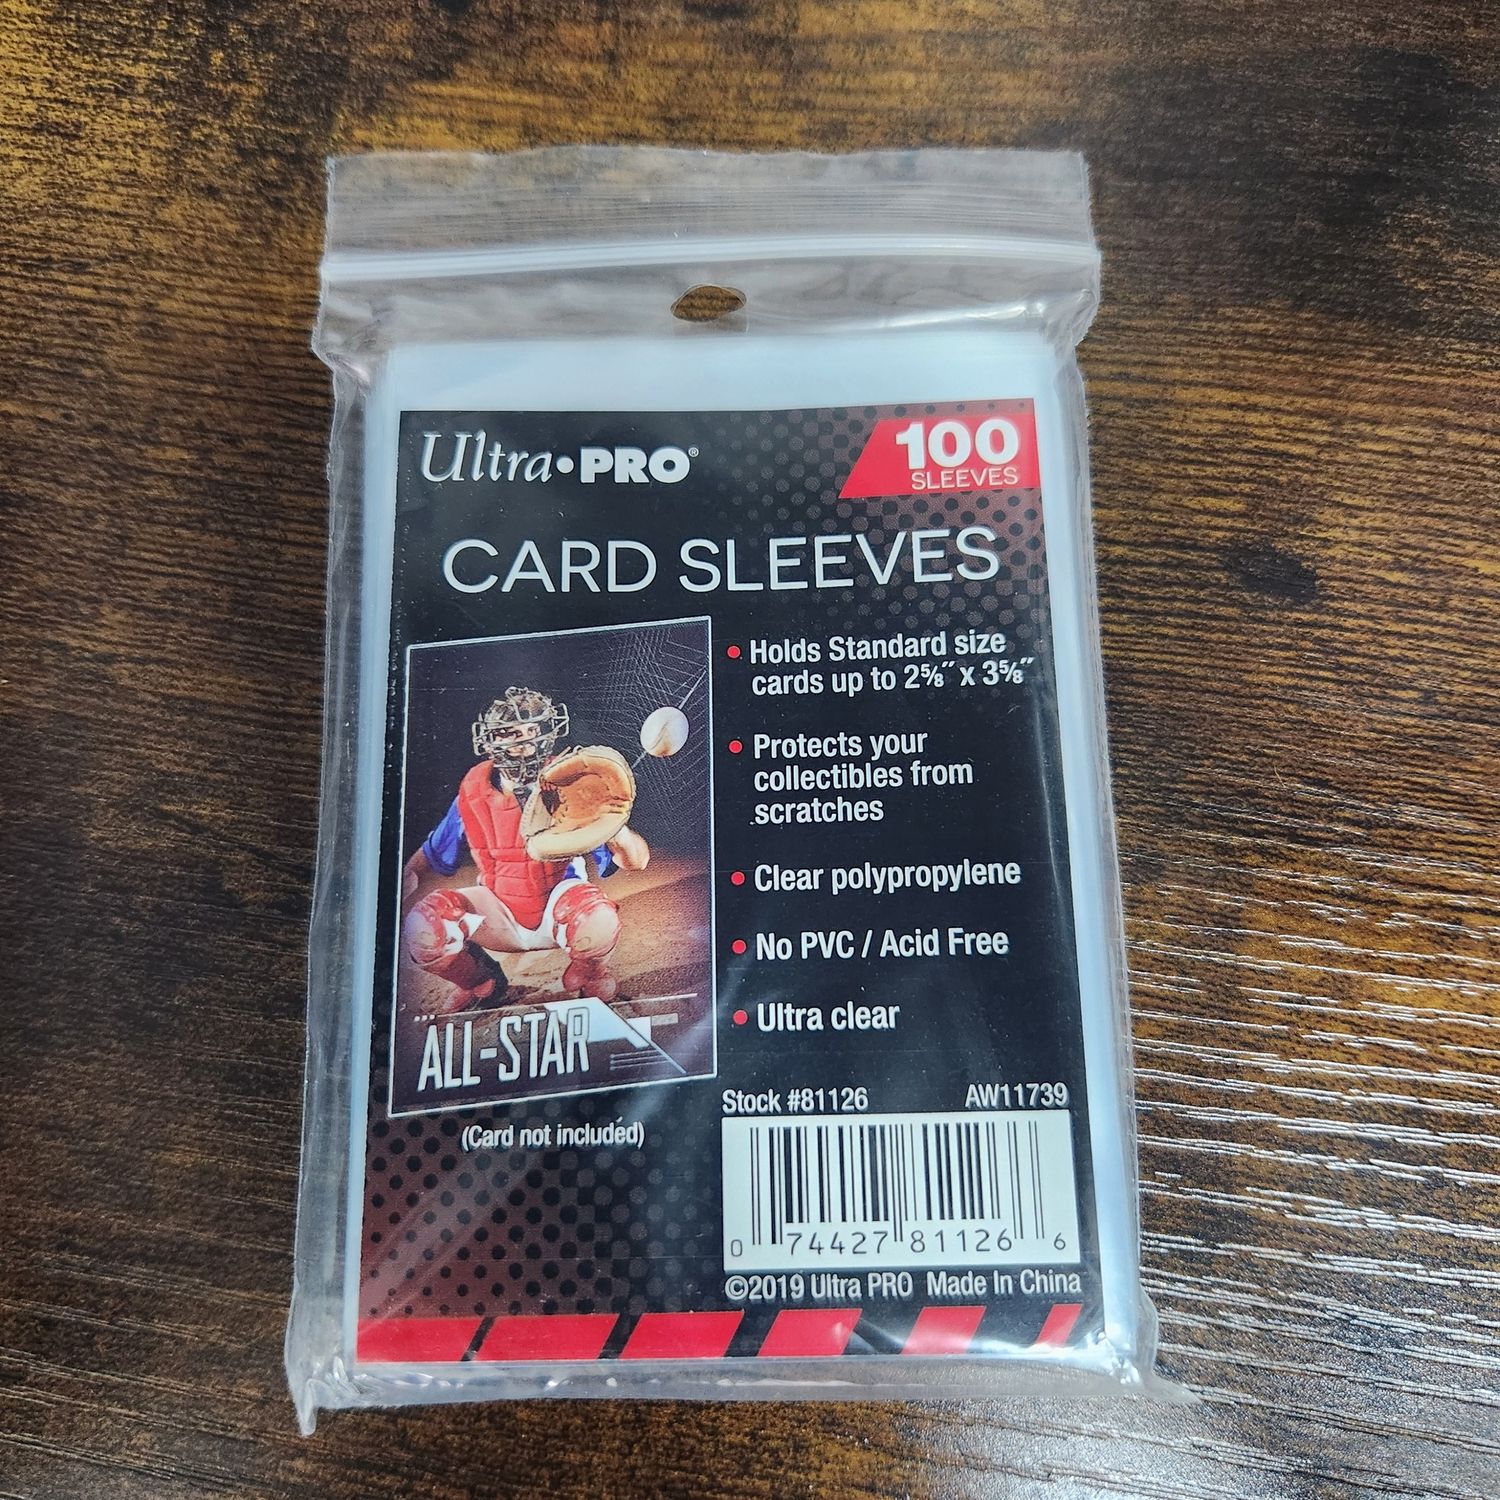 Ultra•PRO®
100
SLEEVES
CARD SLEEVES
• Holds Standard size
cards up to 2⅝″ x 3⅝″
• Protects your
collectibles from
scratches
• Clear polypropylene
• No PVC / Acid Free
• Ultra clear
ALL-STAR
(Card not included)
Stock #81126 AW11739
0 74427 81126 6
©2019 Ultra PRO Made In China